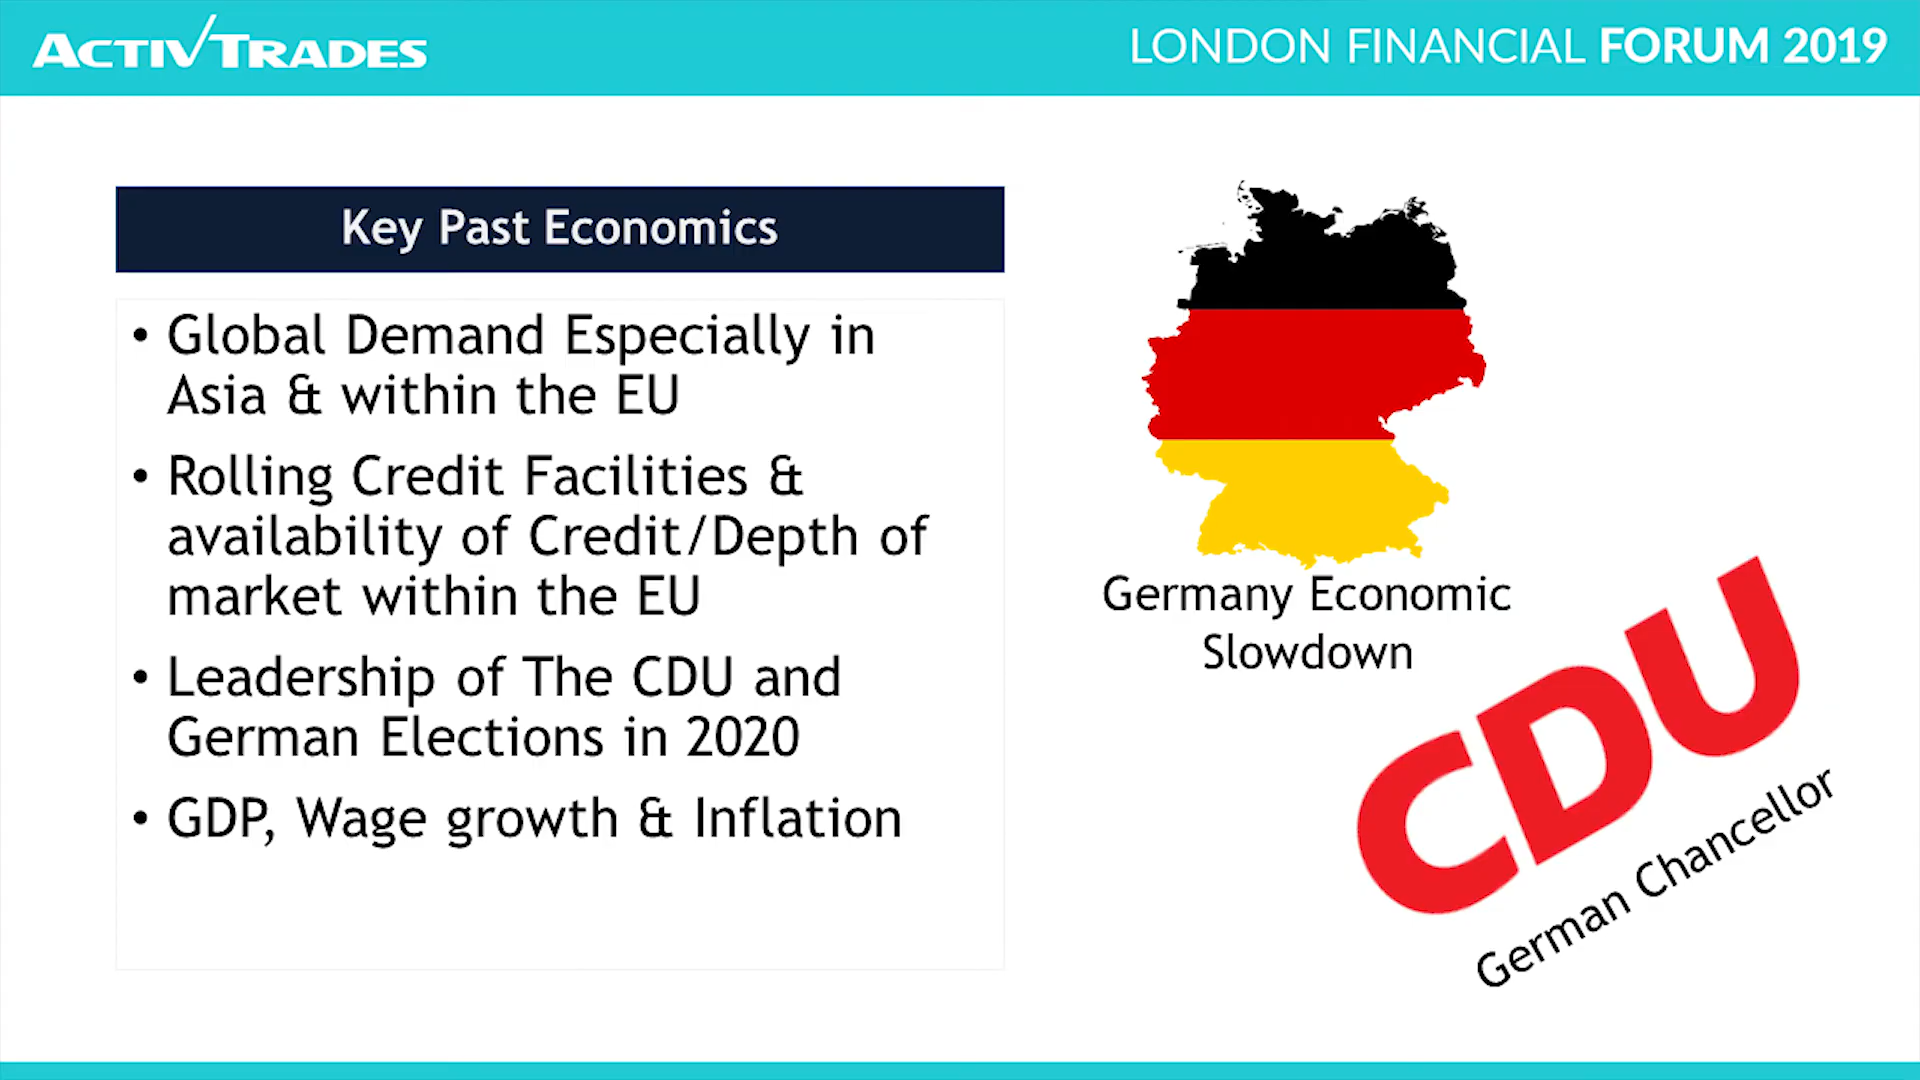 ACTIVTRADES
LONDON FINANCIAL FORUM 2019
Key Past Economics
• Global Demand Especially in
Asia & within the EU
• Rolling Credit Facilities &
availability of Credit/Depth of
market within the EU
• Leadership of The CDU and
German Elections in 2020
• GDP, Wage growth & Inflation
Germany Economic
Slowdown
CDU
German Chancellor